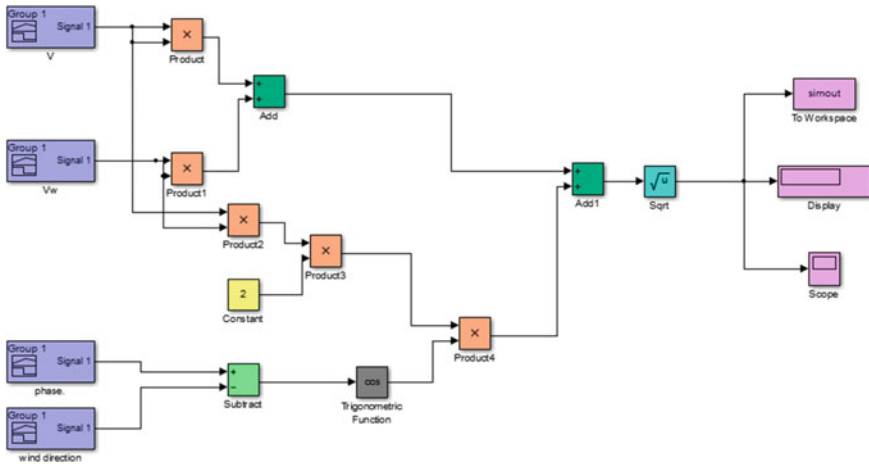 Group 1
Signal 1
V
×
Product
+
+
Add
simout
To Workspace
Group 1
Signal 1
Vw
×
Product1
+
+
Add1
√u
Sqrt
Display
×
Product2
×
Product3
2
Constant
Scope
×
Product4
Group 1
Signal 1
phase.
+
−
Subtract
cos
Trigonometric
Function
Group 1
Signal 1
wind direction